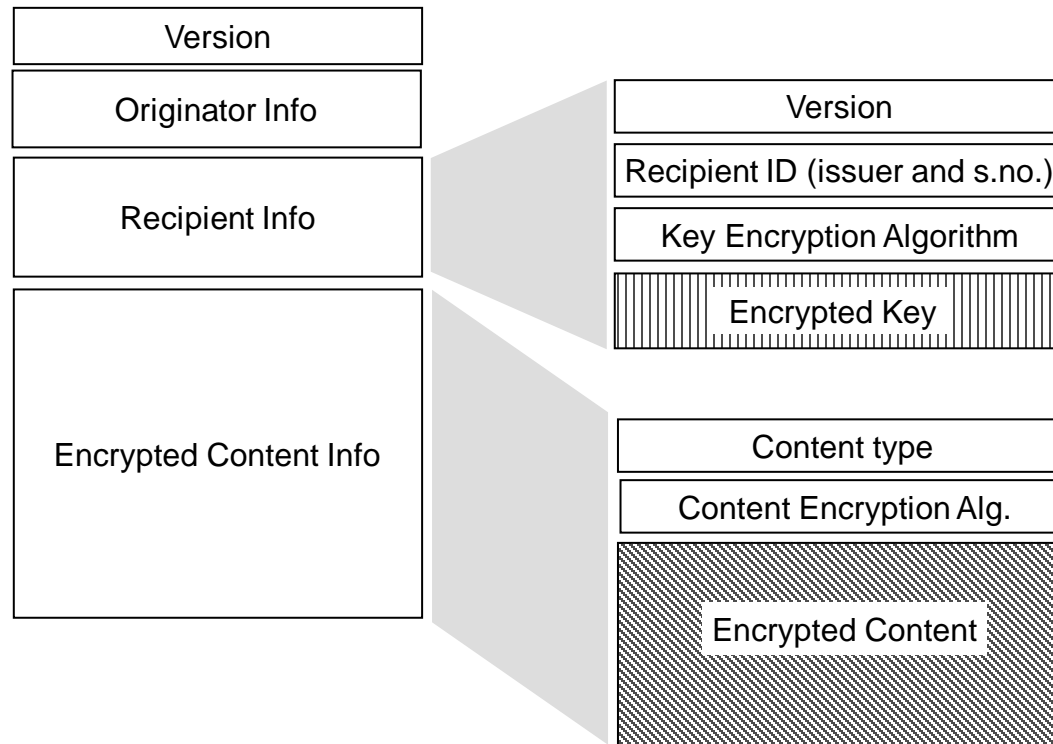 Version
Originator Info
Recipient Info
Encrypted Content Info
Version
Recipient ID (issuer and s.no.)
Key Encryption Algorithm
Encrypted Key
Content type
Content Encryption Alg.
Encrypted Content